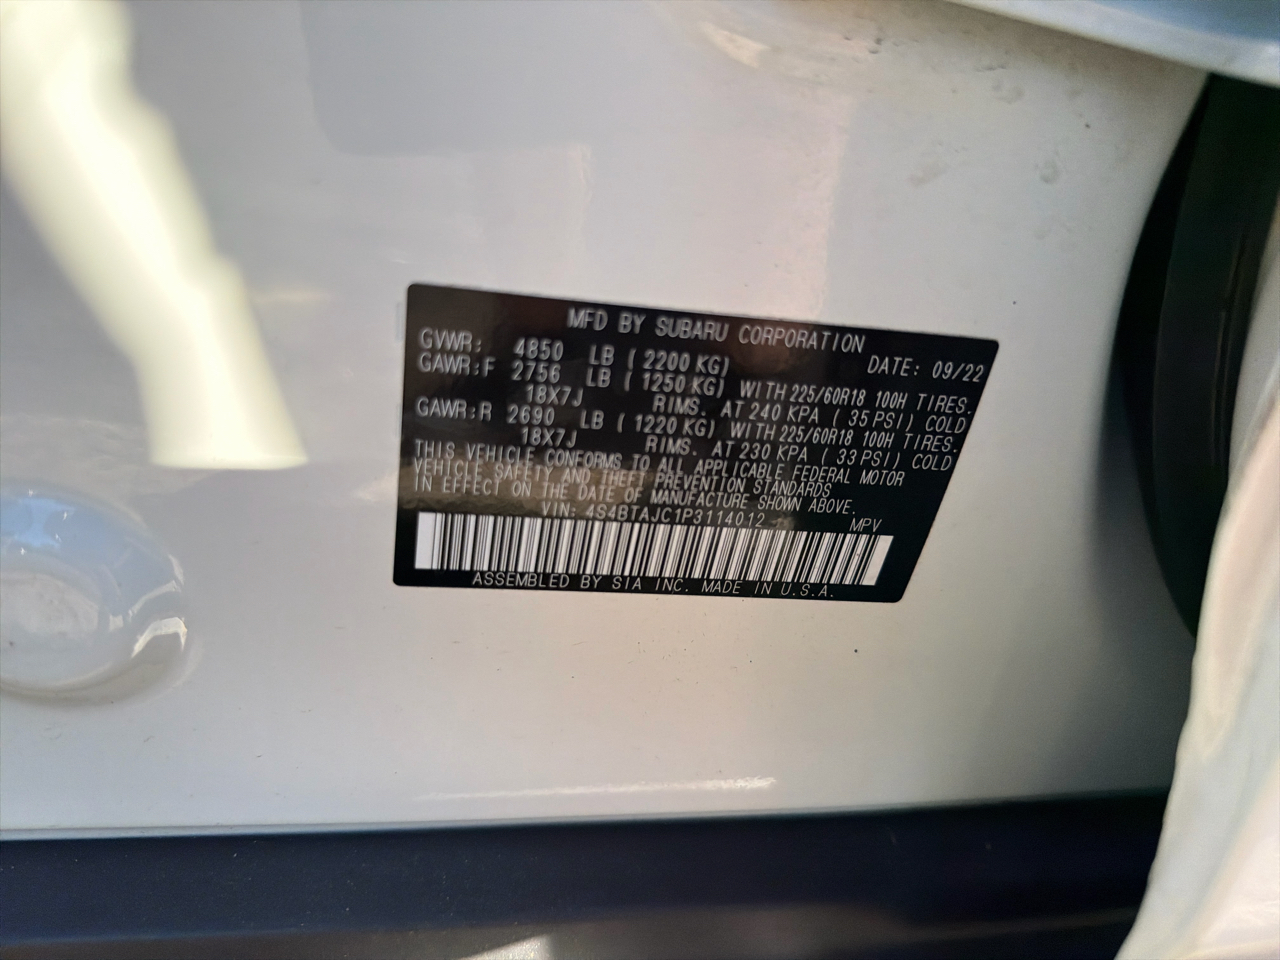 MFD BY SUBARU CORPORATION
GVWR: 4850 LB ( 2200 KG) DATE: 09/22
GAWR:F 2756 LB ( 1250 KG) WITH 225/60R18 100H TIRES.
18X7J RIMS. AT 240 KPA ( 35 PSI) COLD
GAWR:R 2690 LB ( 1220 KG) WITH 225/60R18 100H TIRES.
18X7J RIMS. AT 230 KPA ( 33 PSI) COLD
THIS VEHICLE CONFORMS TO ALL APPLICABLE FEDERAL MOTOR
VEHICLE SAFETY AND THEFT PREVENTION STANDARDS
IN EFFECT ON THE DATE OF MANUFACTURE SHOWN ABOVE.
VIN: 4S4BTAJC1P3114012 MPV
ASSEMBLED BY SIA INC. MADE IN U.S.A.